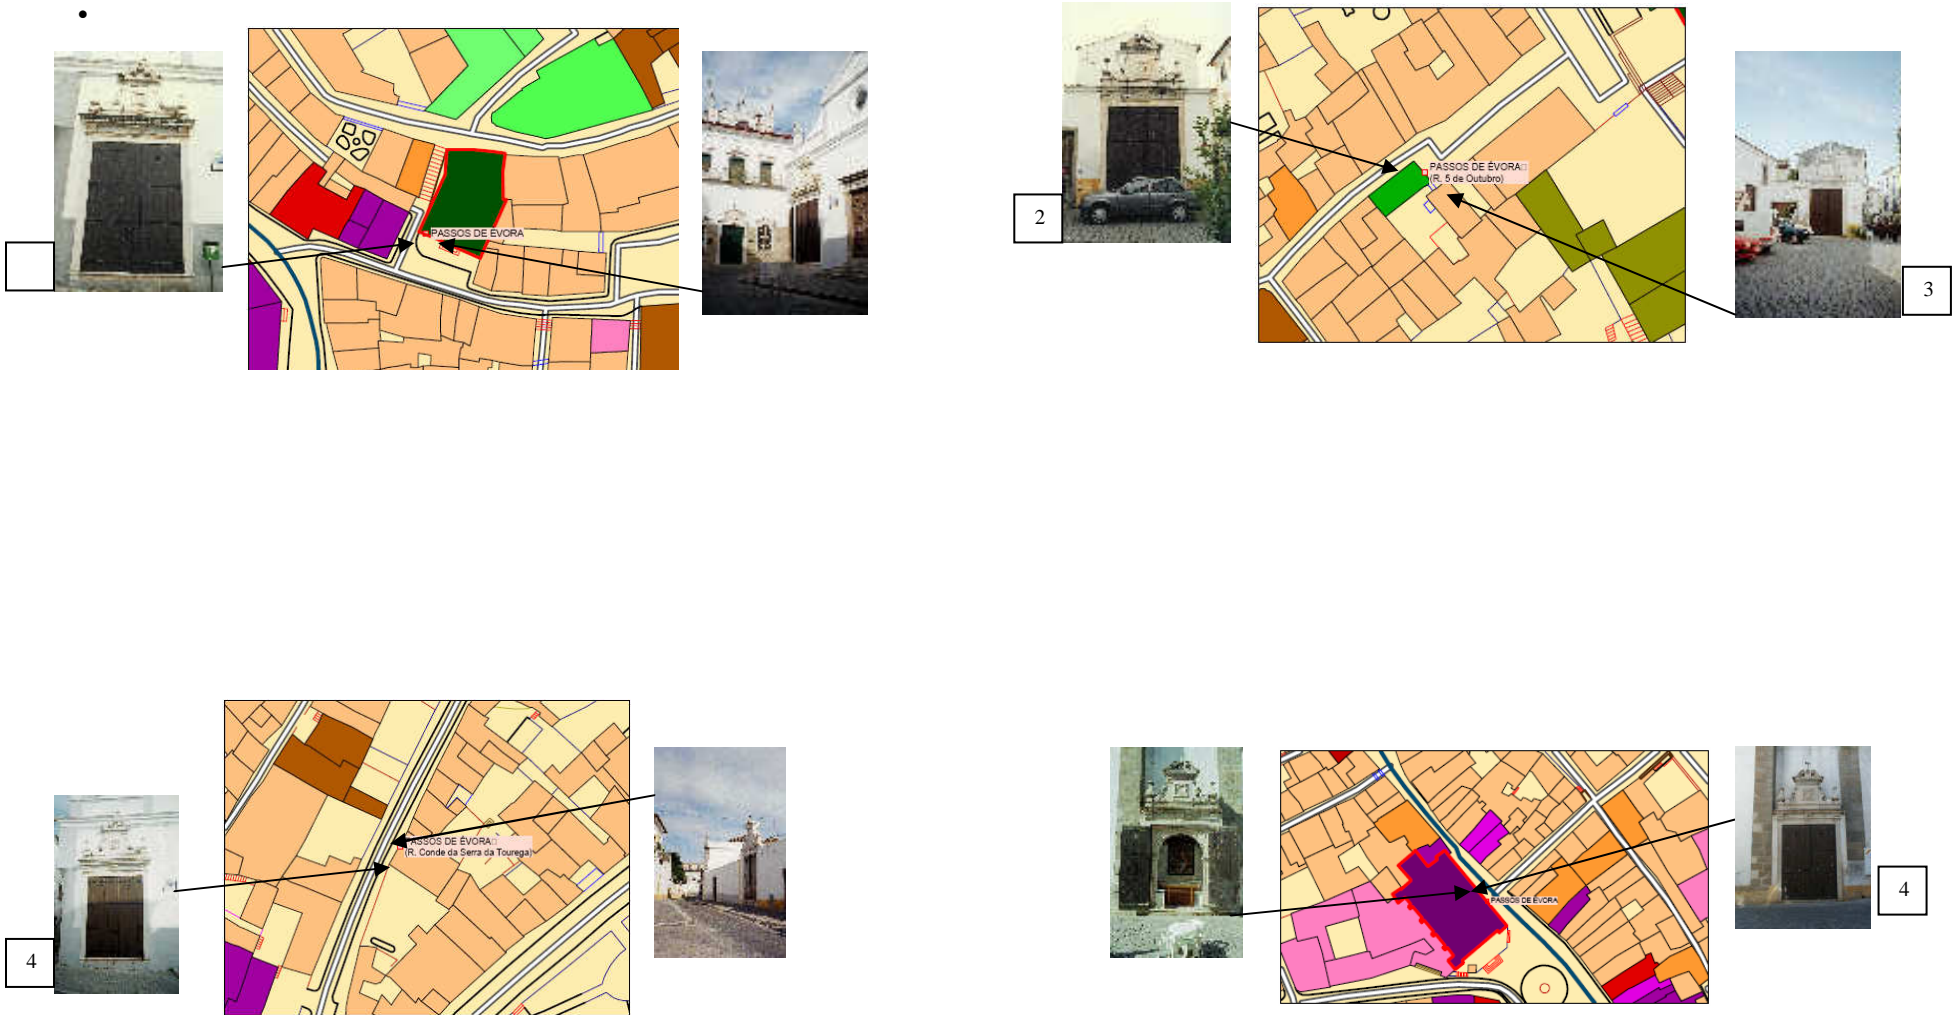 •
PASSOS DE ÉVORA
2
PASSOS DE ÉVORA□
(R. 5 de Outubro)
3
PASSOS DE ÉVORA□
(R. Conde da Serra da Tourega)
4
PASSOS DE ÉVORA
4